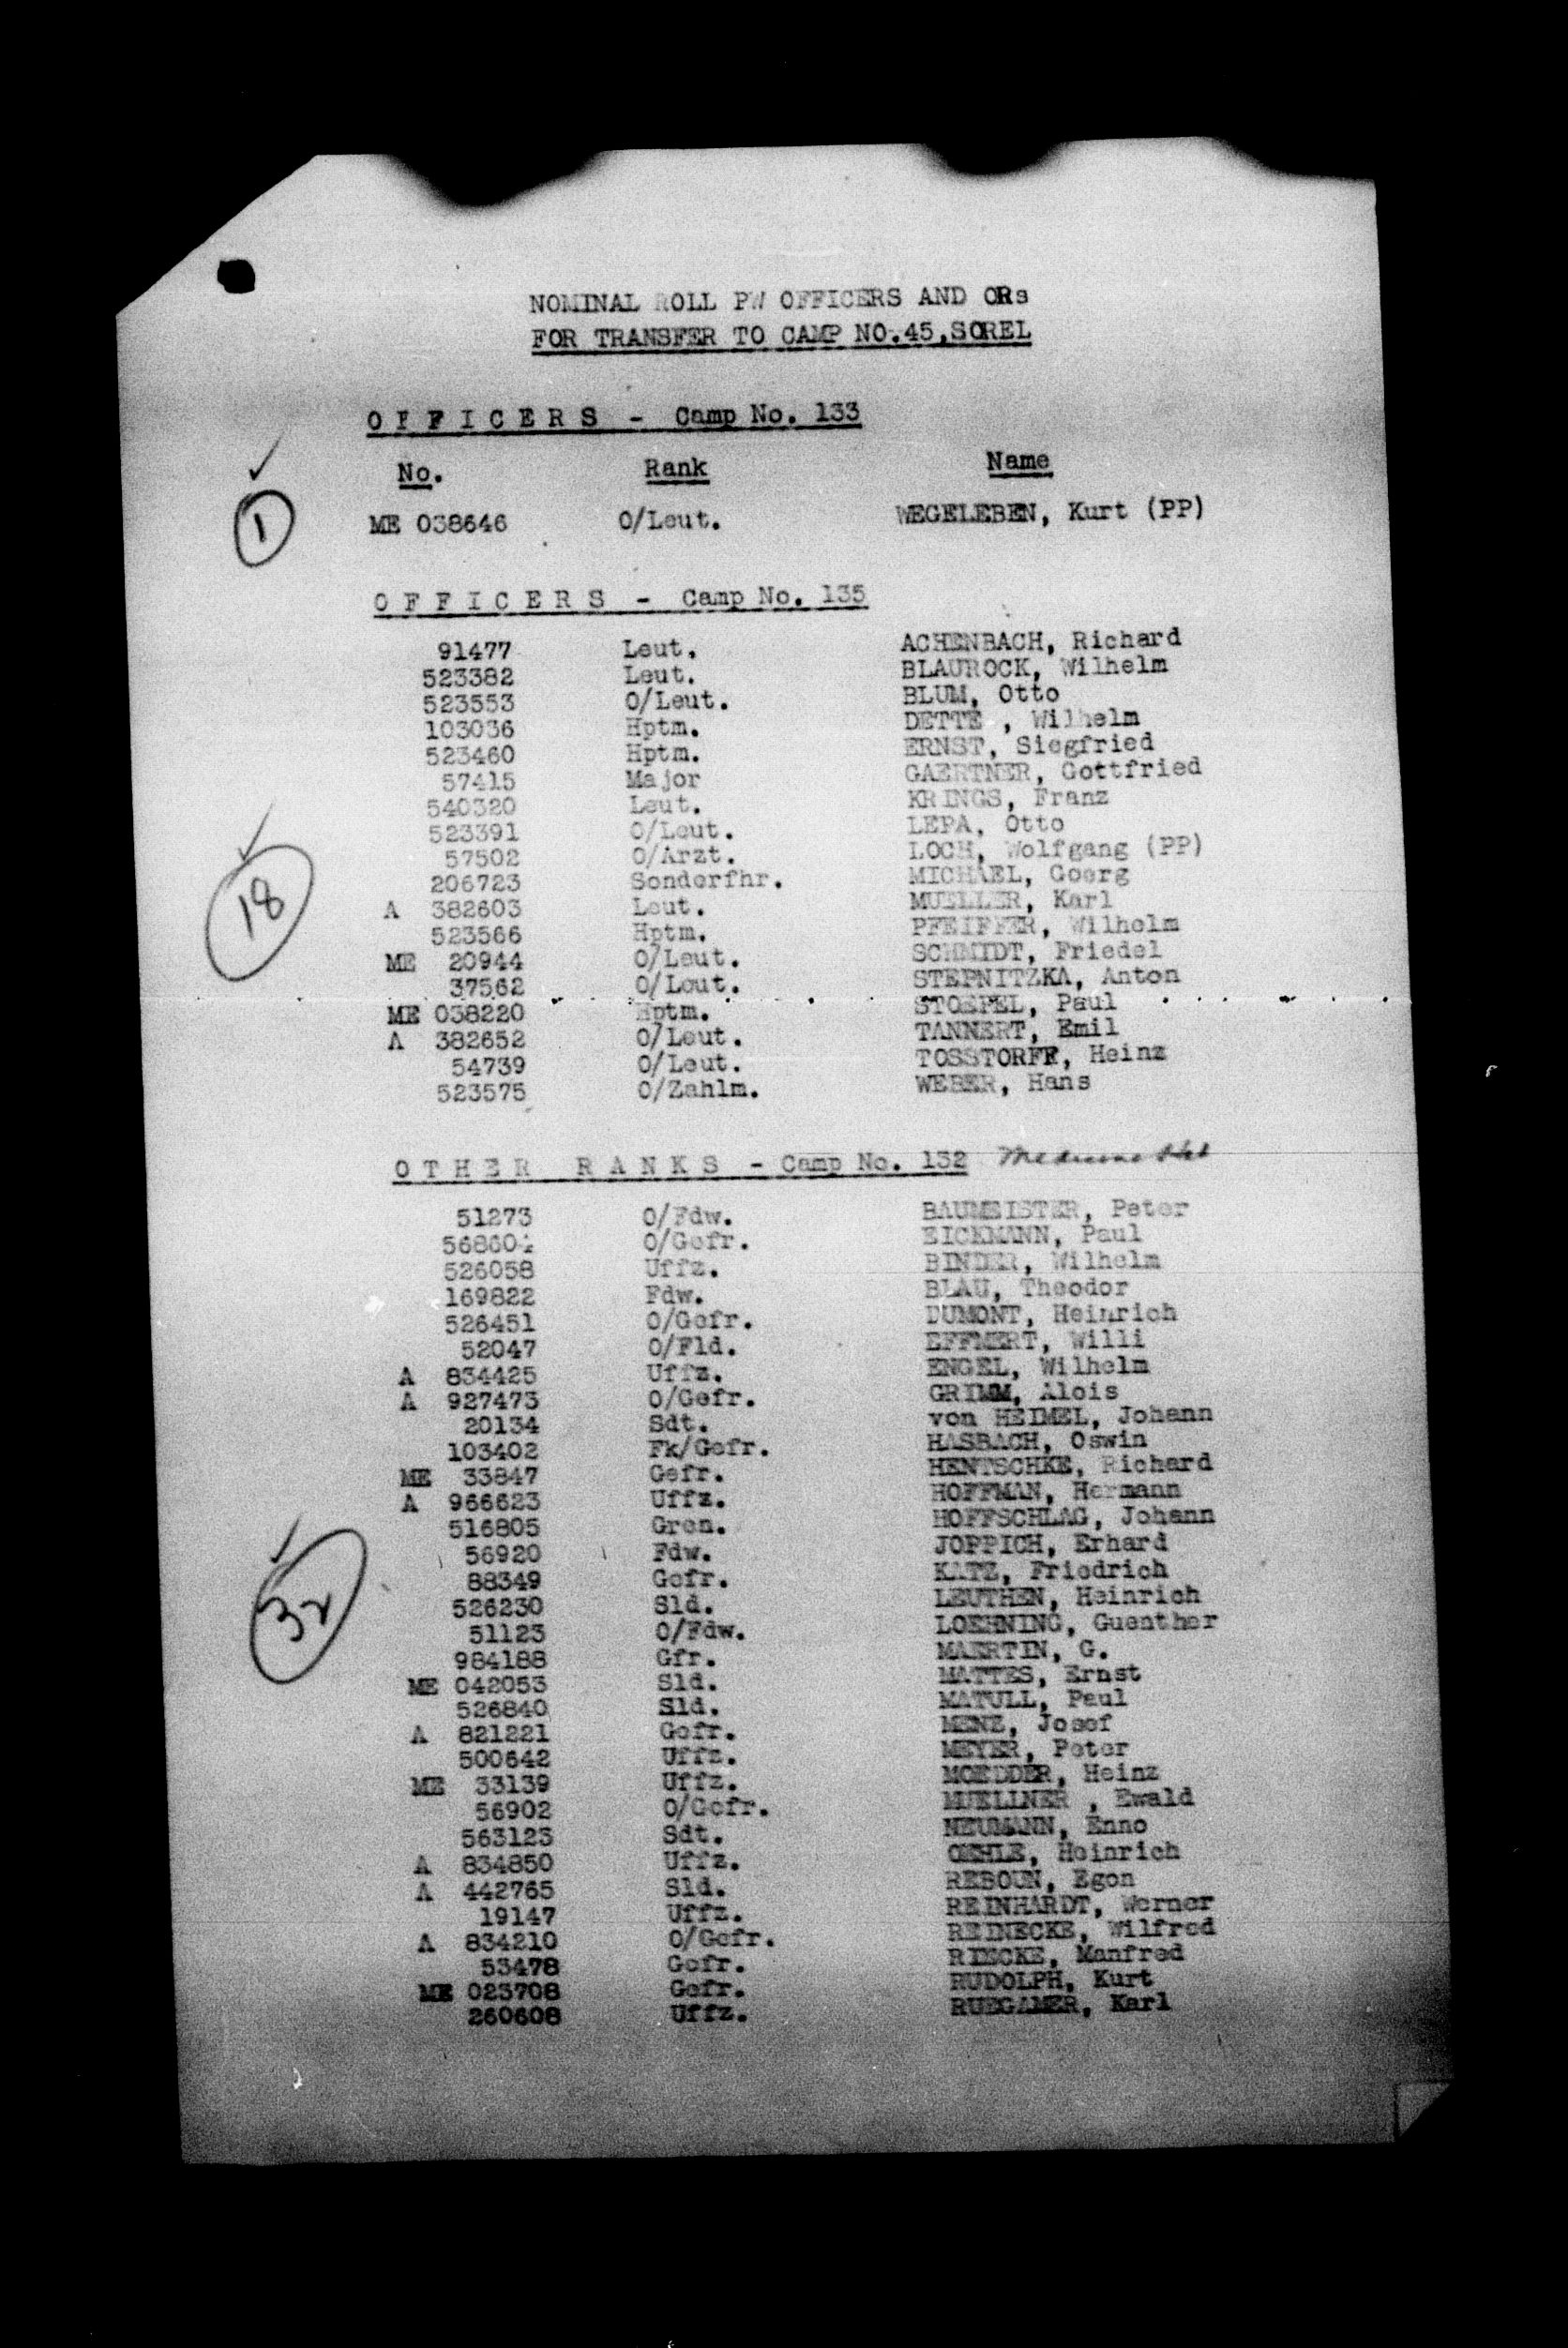 NOMINAL ROLL PW OFFICERS AND ORs
FOR TRANSFER TO CAMP NO.45,SOREL
OFFICERS - Camp No. 133
No. Rank Name
1 ME 038646 O/Leut. WEGELEBEN, Kurt (PP)
OFFICERS - Camp No. 135
91477 Leut. ACHENBACH, Richard
523382 Leut. BLAUROCK, Wilhelm
523553 O/Leut. BLUM, Otto
103036 Hptm. DETTE , Wilhelm
523460 Hptm. ERNST, Siegfried
57415 Major GAERTNER, Gottfried
540320 Leut. KRINGS, Franz
523391 O/Leut. LEPA, Otto
57502 O/Arzt. LOCH, Wolfgang (PP)
206723 Sonderfhr. MICHAEL, Goerg
18 A 382603 Leut. MUELLER, Karl
523566 Hptm. PFEIFFER, Wilhelm
ME 20944 O/Leut. SCHMIDT, Friedel
37562 O/Leut. STEPNITZKA, Anton
ME 038220 Hptm. STOEPEL, Paul
A 382652 O/Leut. TANNERT, Emil
54739 O/Leut. TOSSTORFF, Heinz
523575 O/Zahlm. WEBER, Hans
OTHER RANKS - Camp No. 132 Medicine Hat
51273 O/Fdw. BAUMEISTER, Peter
O/Gefr. EICKMANN, Paul
526058 Uffz. BINDER, Wilhelm
169822 Fdw. BLAU, Theodor
526451 O/Gefr. DUMONT, Heinrich
52047 O/Fld. EFFMERT, Willi
A 834425 Uffz. ENGEL, Wilhelm
A 927473 O/Gefr. GRIMM, Alois
20134 Sdt. von HEIMEL, Johann
103402 Fk/Gefr. HASBACH, Oswin
ME 33847 Gefr. HENTSCHKE, Richard
A 966623 Uffz. HOFFMAN, Hermann
516805 Gren. HOFFSCHLAG, Johann
56920 Fdw. JOPPICH, Erhard
88349 Gefr. KATZ, Friedrich
526230 Sld. LEUTHEN, Heinrich
32 51123 O/Fdw. LOEHNING, Guenther
984188 Gfr. MAERTIN, G.
ME 042053 Sld. MATTES, Ernst
526840 Sld. MATULL, Paul
A 821221 Gefr. MENZ, Josef
500642 Uffz. MEYER, Peter
ME 33139 Uffz. MOEDDER, Heinz
56902 O/Gefr. MUELLNER , Ewald
563123 Sdt. NEUMANN, Enno
A 834850 Uffz. OEHLE, Heinrich
A 442765 Sld. REBOUN, Egon
19147 Uffz. REINHARDT, Werner
A 834210 O/Gefr. REINECKE, Wilfred
53478 Gefr. RIECKE, Manfred
ME 023708 Gefr. RUDOLPH, Kurt
260608 Uffz. RUEGAMER, Karl